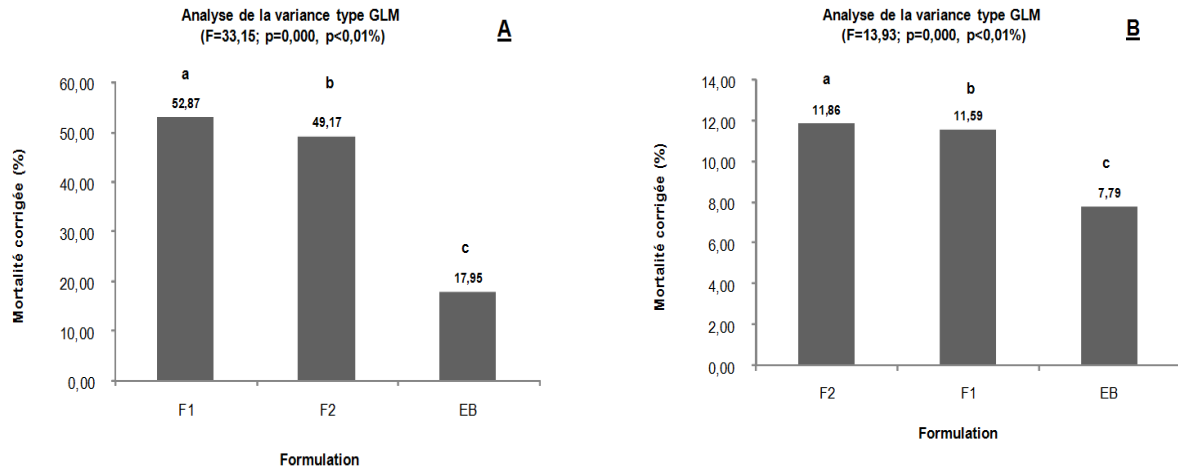 Analyse de la variance type GLM
(F=33,15; p=0,000, p<0,01%)
A
Mortalité corrigée (%)
60,00
50,00
40,00
30,00
20,00
10,00
0,00
a
52,87
b
49,17
c
17,95
F1
F2
EB
Formulation
Analyse de la variance type GLM
(F=13,93; p=0,000, p<0,01%)
B
Mortalité corrigée (%)
14,00
12,00
10,00
8,00
6,00
4,00
2,00
0,00
a
11,86
b
11,59
c
7,79
F2
F1
EB
Formulation